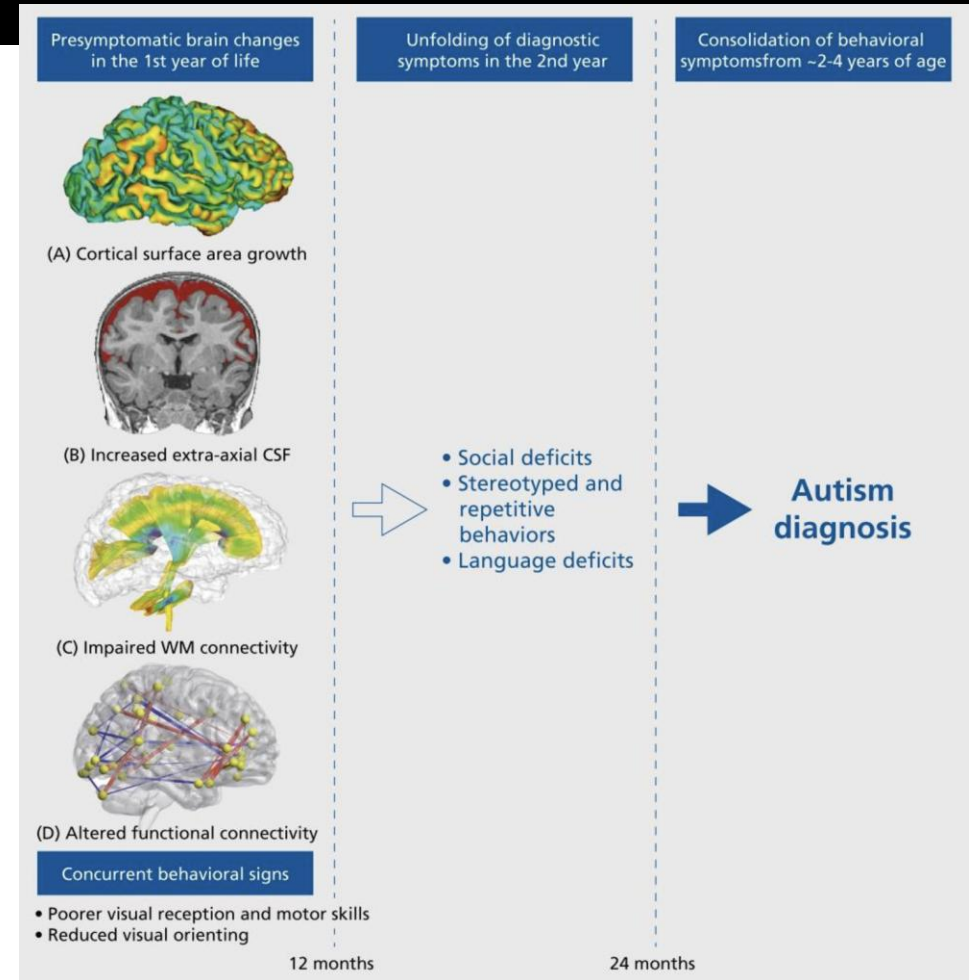 Presymptomatic brain changes
in the 1st year of life
(A) Cortical surface area growth
(B) Increased extra-axial CSF
(C) Impaired WM connectivity
(D) Altered functional connectivity
Concurrent behavioral signs
• Poorer visual reception and motor skills
• Reduced visual orienting
12 months
Unfolding of diagnostic
symptoms in the 2nd year
• Social deficits
• Stereotyped and
repetitive
behaviors
• Language deficits
24 months
Consolidation of behavioral
symptomsfrom ~2-4 years of age
Autism
diagnosis